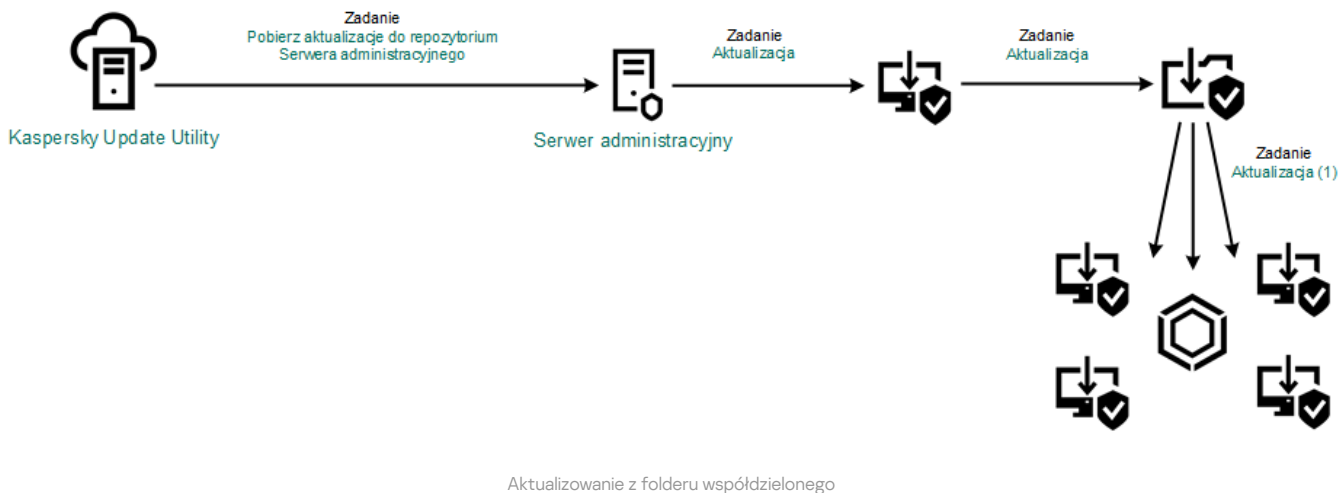 Zadanie
Pobierz aktualizacje do repozytorium
Serwera administracyjnego
Zadanie
Aktualizacja
Zadanie
Aktualizacja
Kaspersky Update Utility
Serwer administracyjny
Zadanie
Aktualizacja (1)
Aktualizowanie z folderu współdzielonego